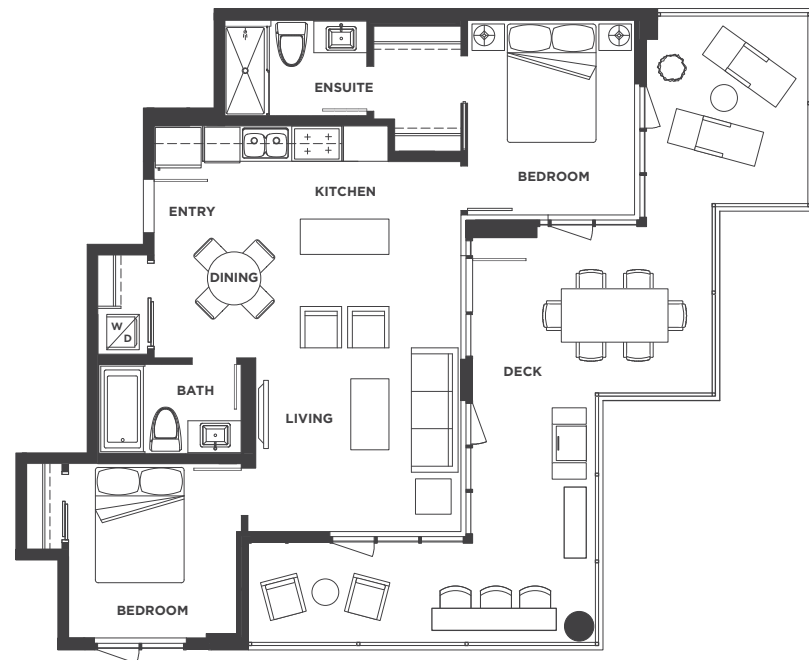 ENSUITE
BEDROOM
KITCHEN
ENTRY
DINING
W
D
DECK
BATH
LIVING
BEDROOM